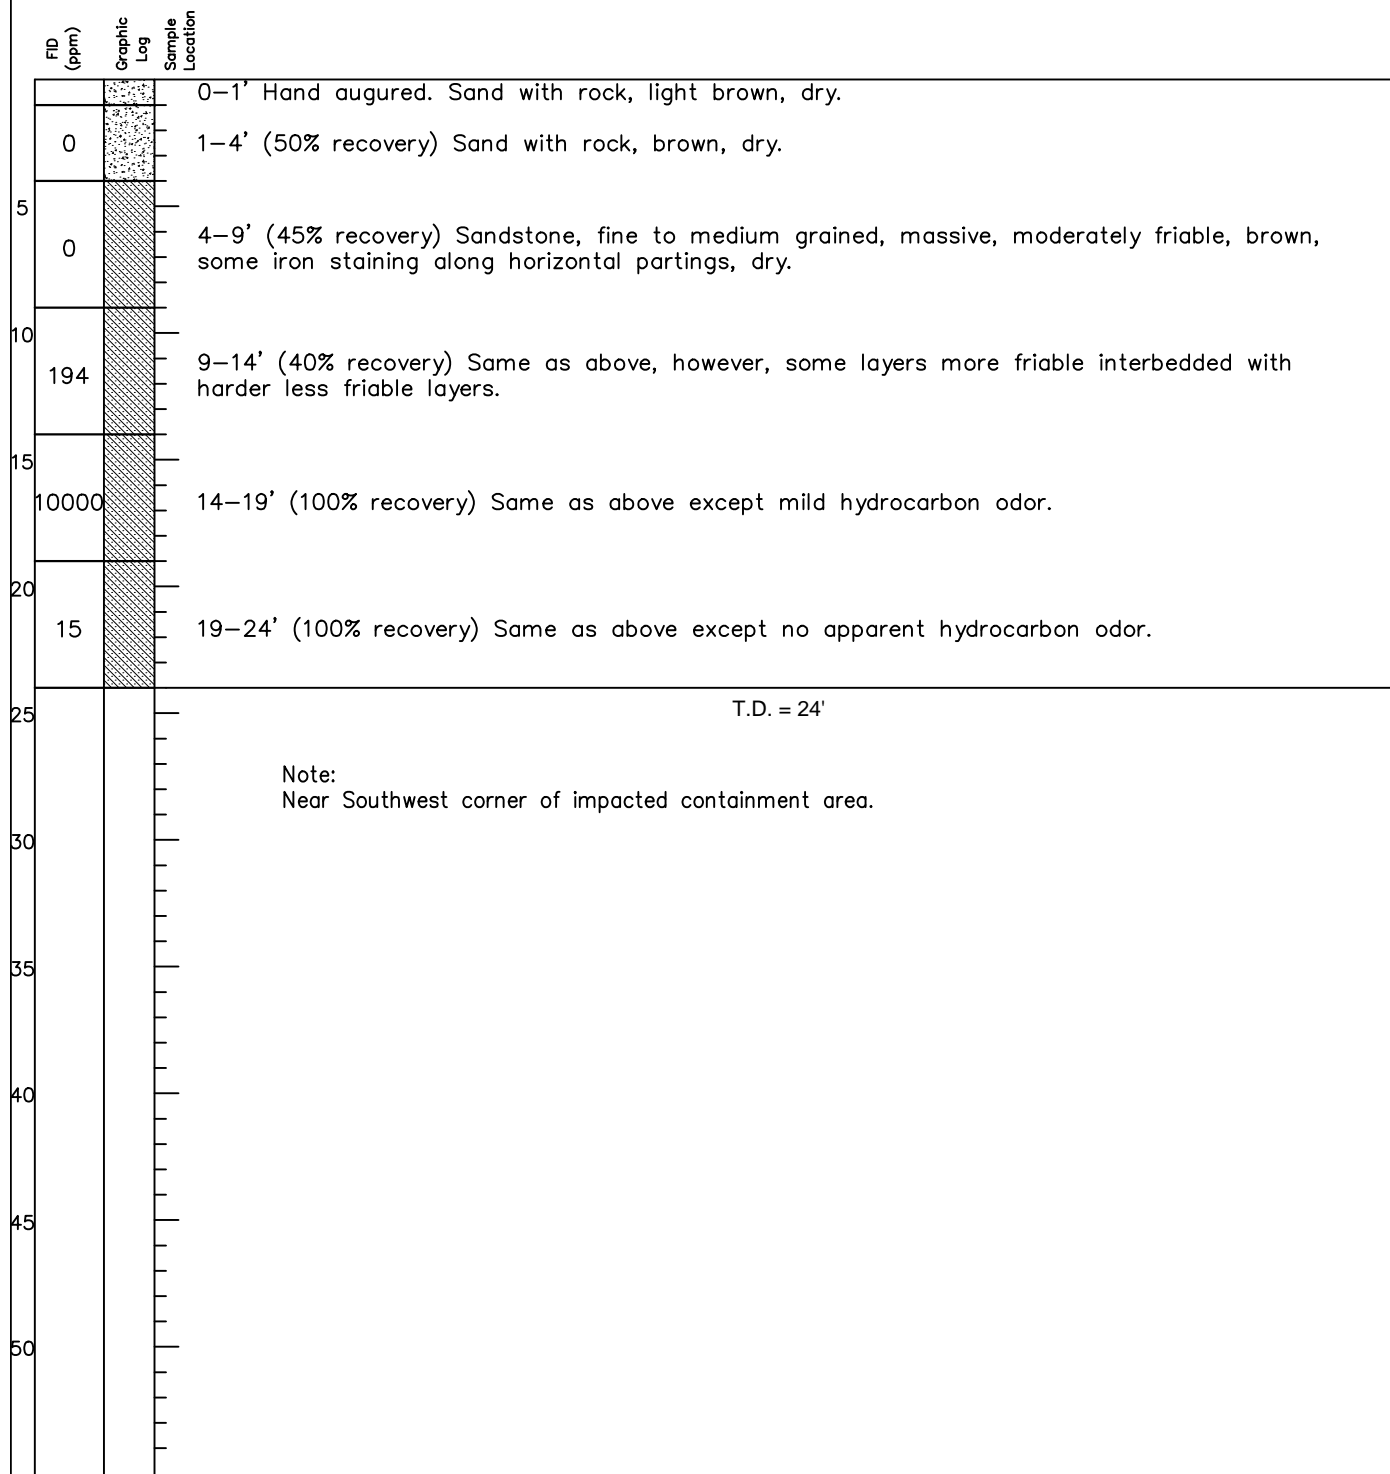 FID
(ppm)
Graphic
Log
Sample
Location
0–1' Hand augured. Sand with rock, light brown, dry.
0
1–4' (50% recovery) Sand with rock, brown, dry.
5
0
4–9' (45% recovery) Sandstone, fine to medium grained, massive, moderately friable, brown,
some iron staining along horizontal partings, dry.
10
194
9–14' (40% recovery) Same as above, however, some layers more friable interbedded with
harder less friable layers.
15
10000
14–19' (100% recovery) Same as above except mild hydrocarbon odor.
20
15
19–24' (100% recovery) Same as above except no apparent hydrocarbon odor.
25
T.D. = 24'
Note:
Near Southwest corner of impacted containment area.
30
35
40
45
50